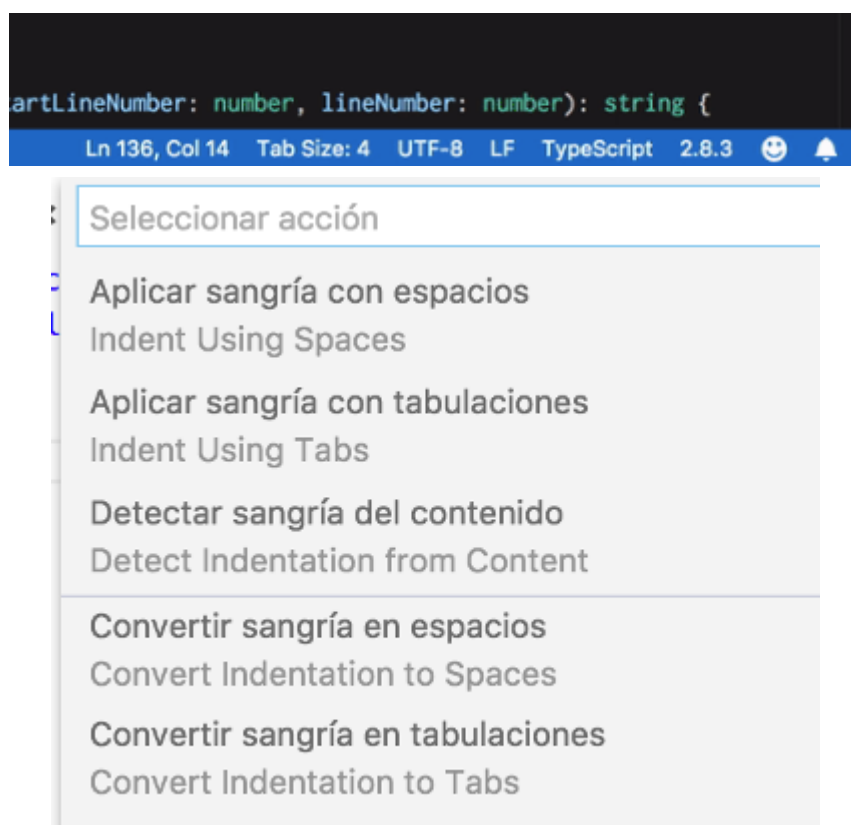 artLineNumber: number, lineNumber: number): string {
Ln 136, Col 14 Tab Size: 4 UTF-8 LF TypeScript 2.8.3
Seleccionar acción
Aplicar sangría con espacios
Indent Using Spaces
Aplicar sangría con tabulaciones
Indent Using Tabs
Detectar sangría del contenido
Detect Indentation from Content
Convertir sangría en espacios
Convert Indentation to Spaces
Convertir sangría en tabulaciones
Convert Indentation to Tabs